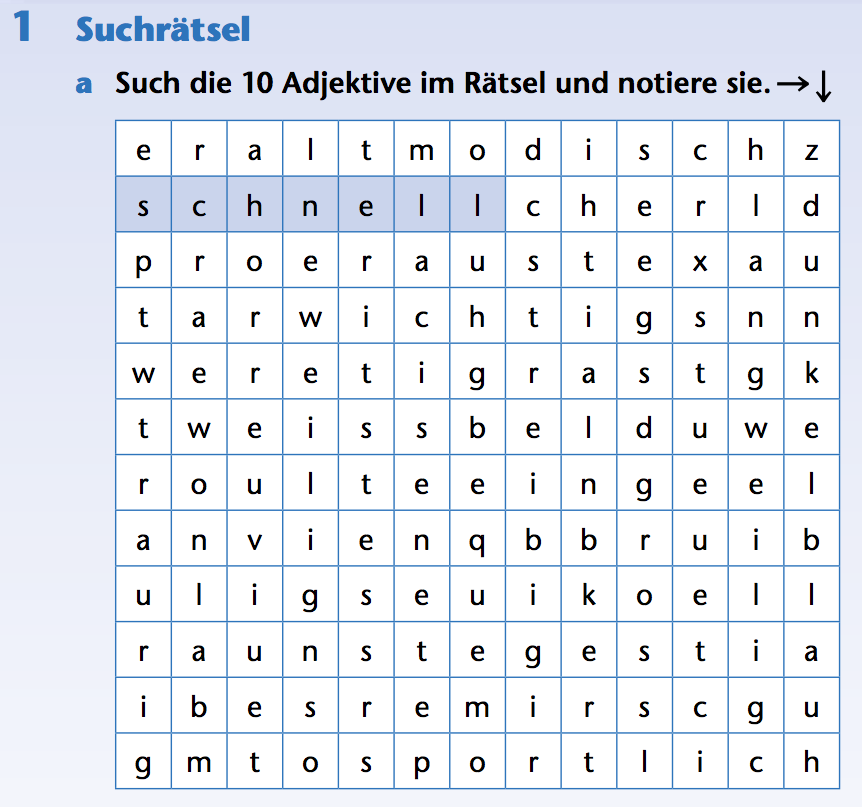 1 Suchrätsel
a Such die 10 Adjektive im Rätsel und notiere sie. → ↓
e r a l t m o d i s c h z
s c h n e l l c h e r l d
p r o e r a u s t e x a u
t a r w i c h t i g s n n
w e r e t i g r a s t g k
t w e i s s b e l d u w e
r o u l t e e i n g e e l
a n v i e n q b b r u i b
u l i g s e u i k o e l l
r a u n s t e g e s t i a
i b e s r e m i r s c g u
g m t o s p o r t l i c h